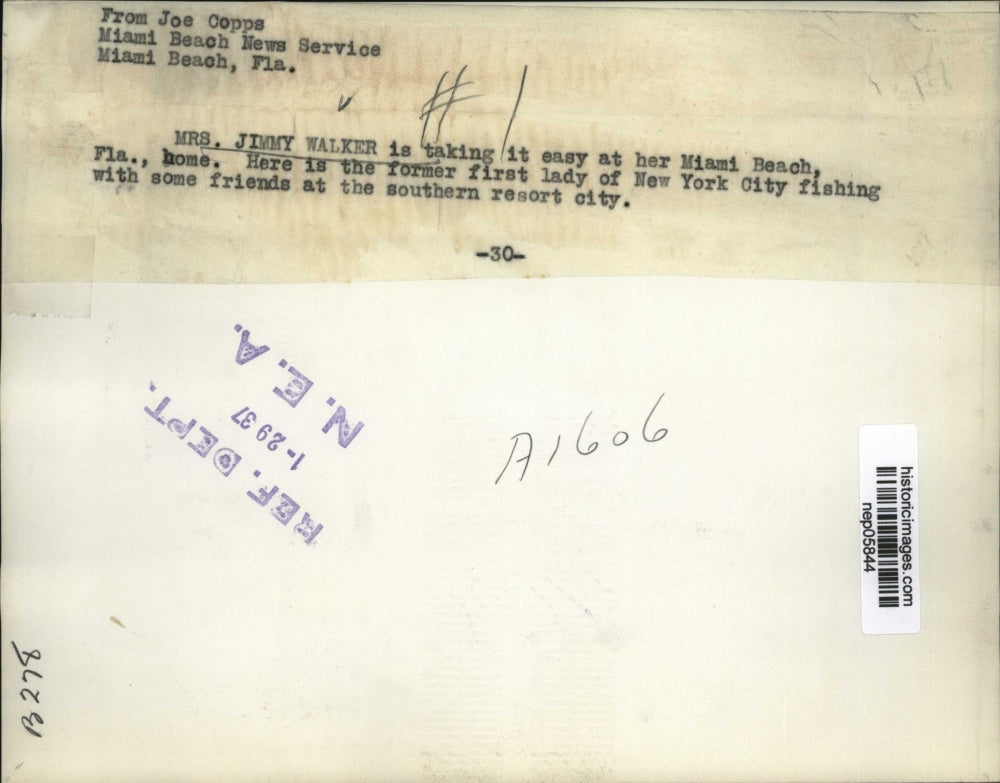 From Joe Copps
Miami Beach News Service
Miami Beach, Fla.
# 1
MRS. JIMMY WALKER is taking it easy at her Miami Beach,
Fla., home. Here is the former first lady of New York City fishing
with some friends at the southern resort city.
-30-
N. E. A.
1-29 37
REF. DEPT.
A1606
historicimages.com
nep05844